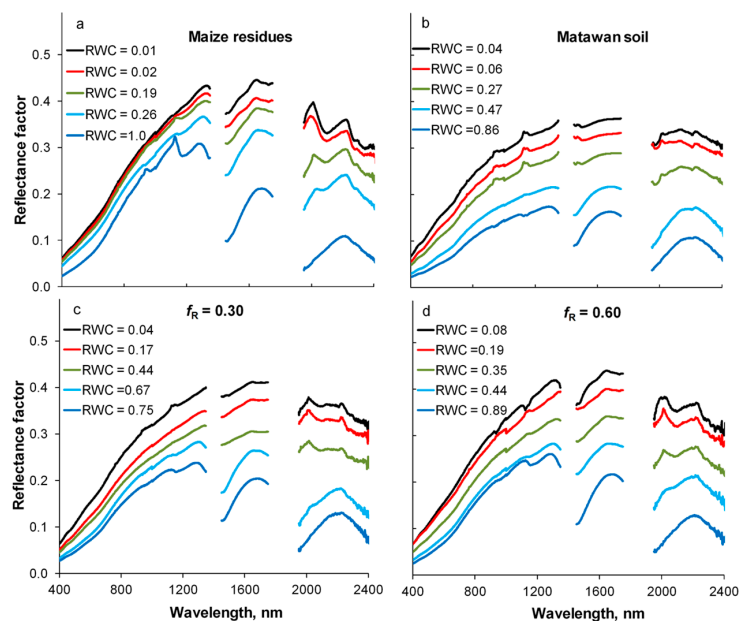 a
Maize residues
RWC = 0.01
RWC = 0.02
RWC = 0.19
RWC = 0.26
RWC =1.0
0.5
0.4
0.3
0.2
0.1
0.0
Reflectance factor
b
Matawan soil
RWC = 0.04
RWC = 0.06
RWC = 0.27
RWC = 0.47
RWC =0.86
c
fR = 0.30
RWC = 0.04
RWC = 0.17
RWC = 0.44
RWC =0.67
RWC = 0.75
0.5
0.4
0.3
0.2
0.1
0.0
Reflectance factor
400 800 1200 1600 2000 2400
Wavelength, nm
d
fR = 0.60
RWC = 0.08
RWC =0.19
RWC = 0.35
RWC = 0.44
RWC =0.89
400 800 1200 1600 2000 2400
Wavelength, nm